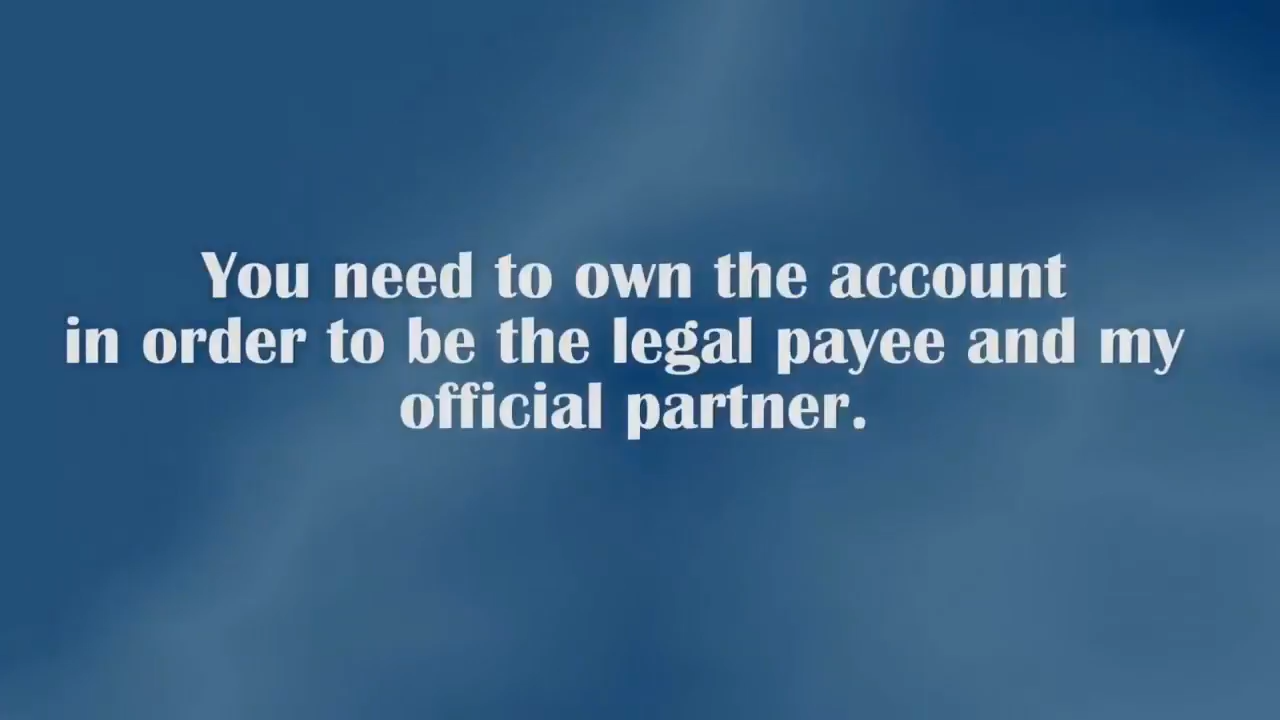 You need to own the account
in order to be the legal payee and my
official partner.